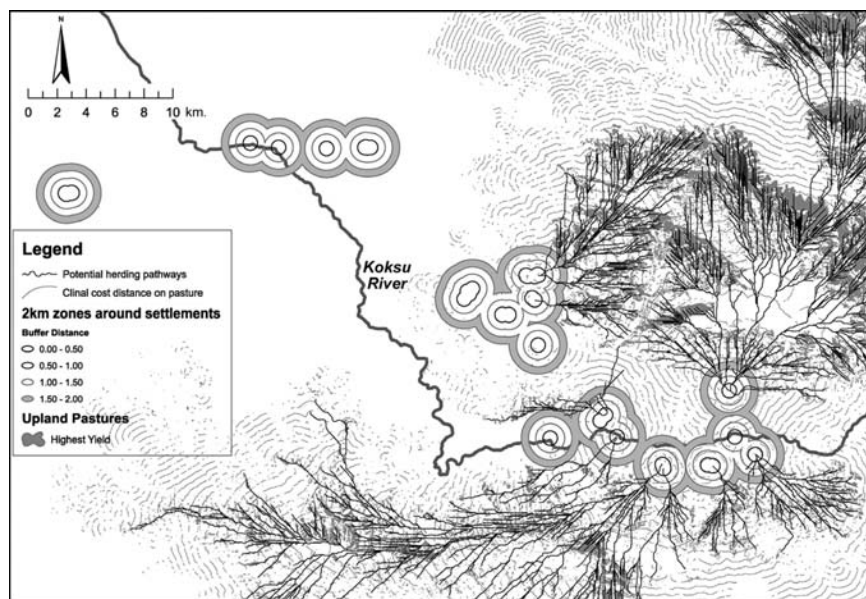 N
0 2 4 6 8 10 km.
Koksu
River
Legend
Potential herding pathways
Clinal cost distance on pasture
2km zones around settlements
Buffer Distance
0.00 - 0.50
0.50 - 1.00
1.00 - 1.50
1.50 - 2.00
Upland Pastures
Highest Yield